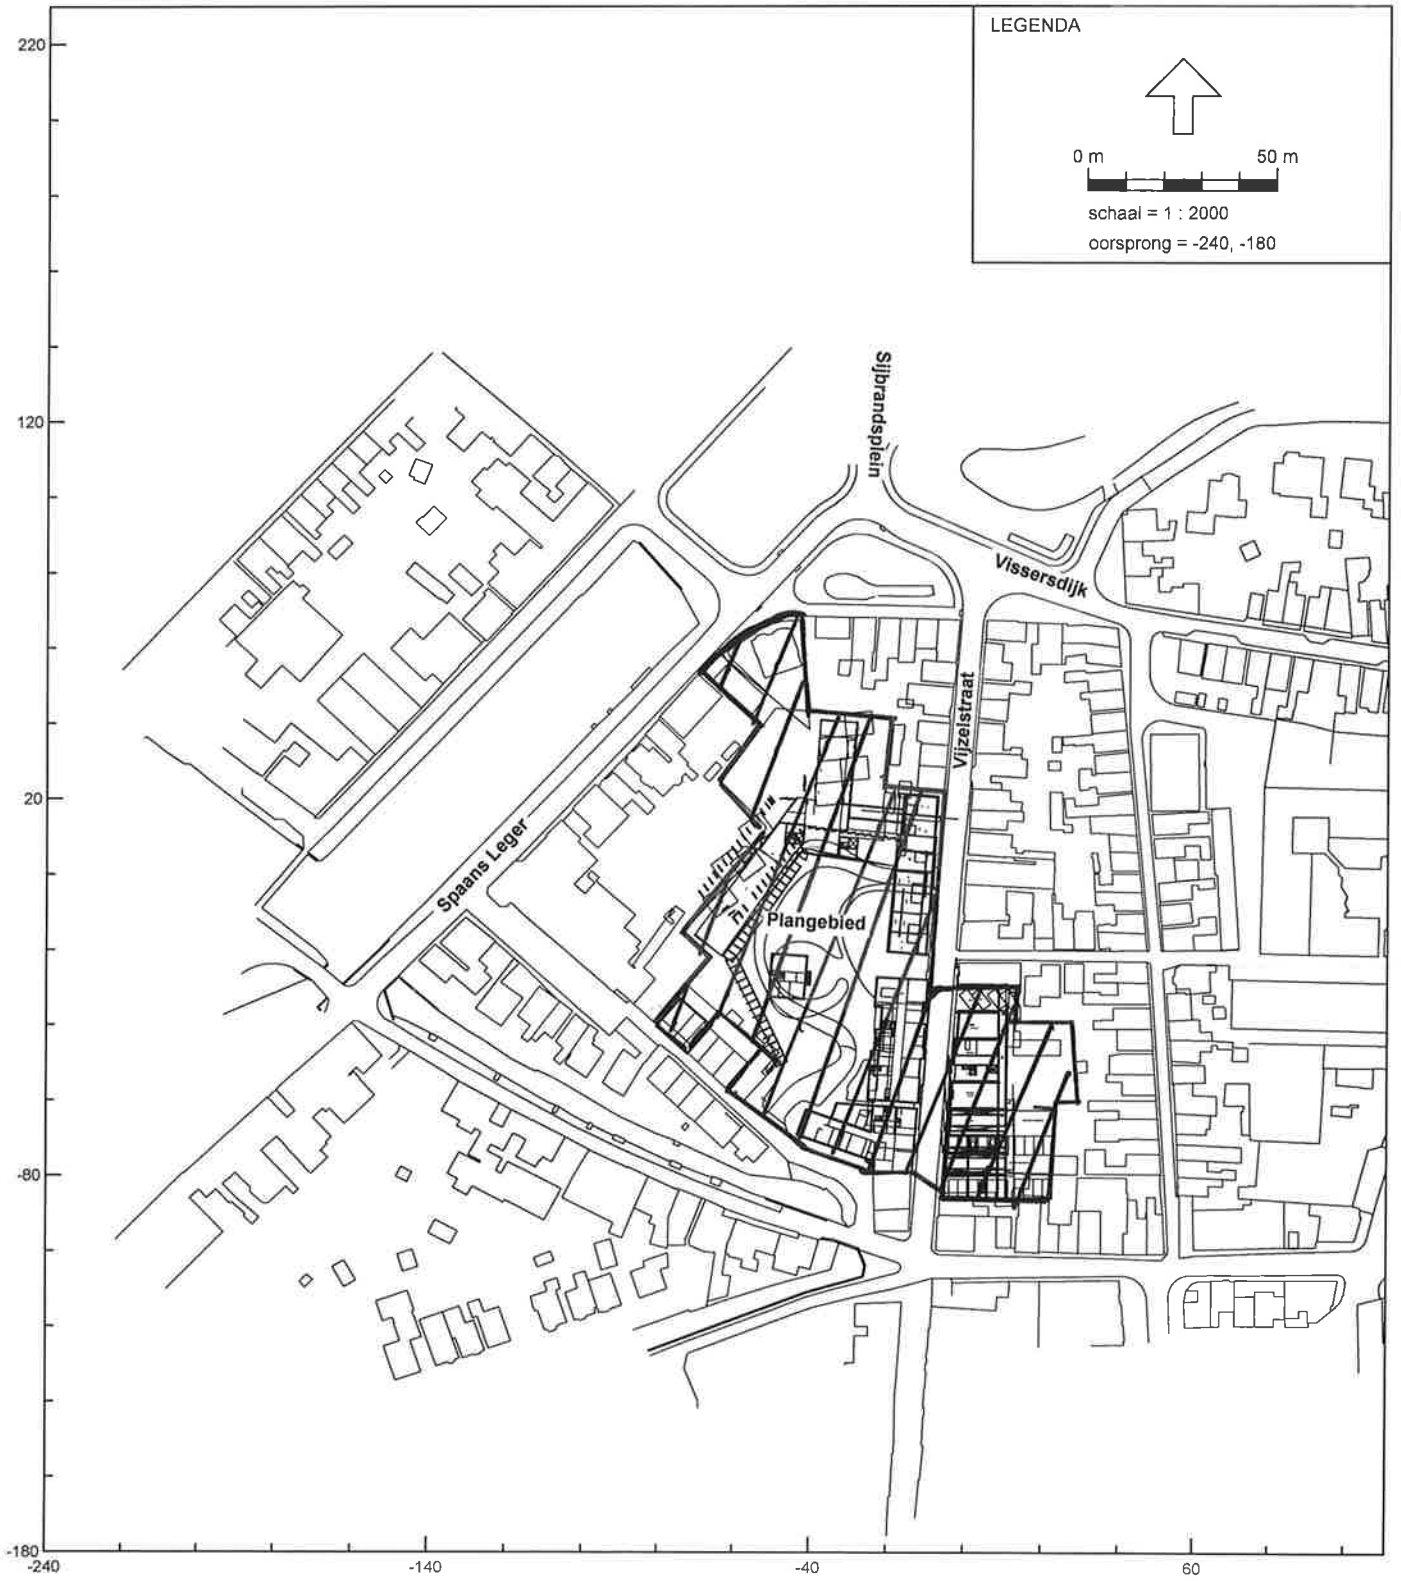 220
LEGENDA
0 m 50 m
schaal = 1 : 2000
oorsprong = -240, -180
Sijbrandsplein
120
Vissersdijk
Vijzelstraat
20
Spaans Leger
Plangebied
-80
-180
-240 -140 -40 60